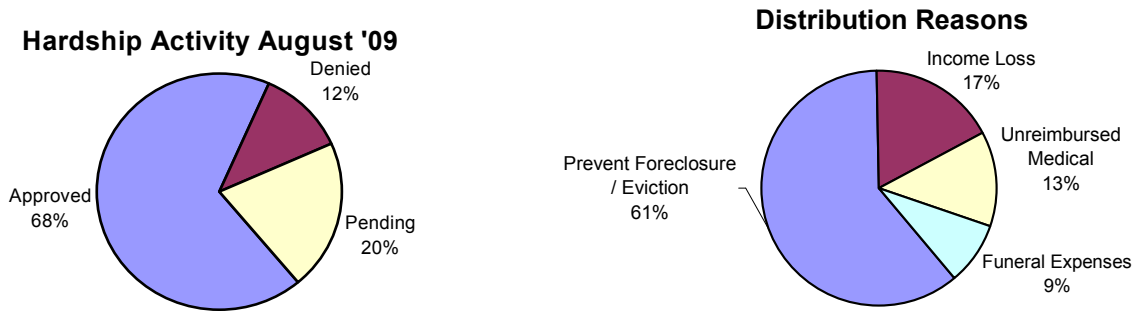 Hardship Activity August '09
Denied
12%
Approved
68%
Pending
20%
Distribution Reasons
Income Loss
17%
Unreimbursed
Medical
13%
Prevent Foreclosure
/ Eviction
61%
Funeral Expenses
9%